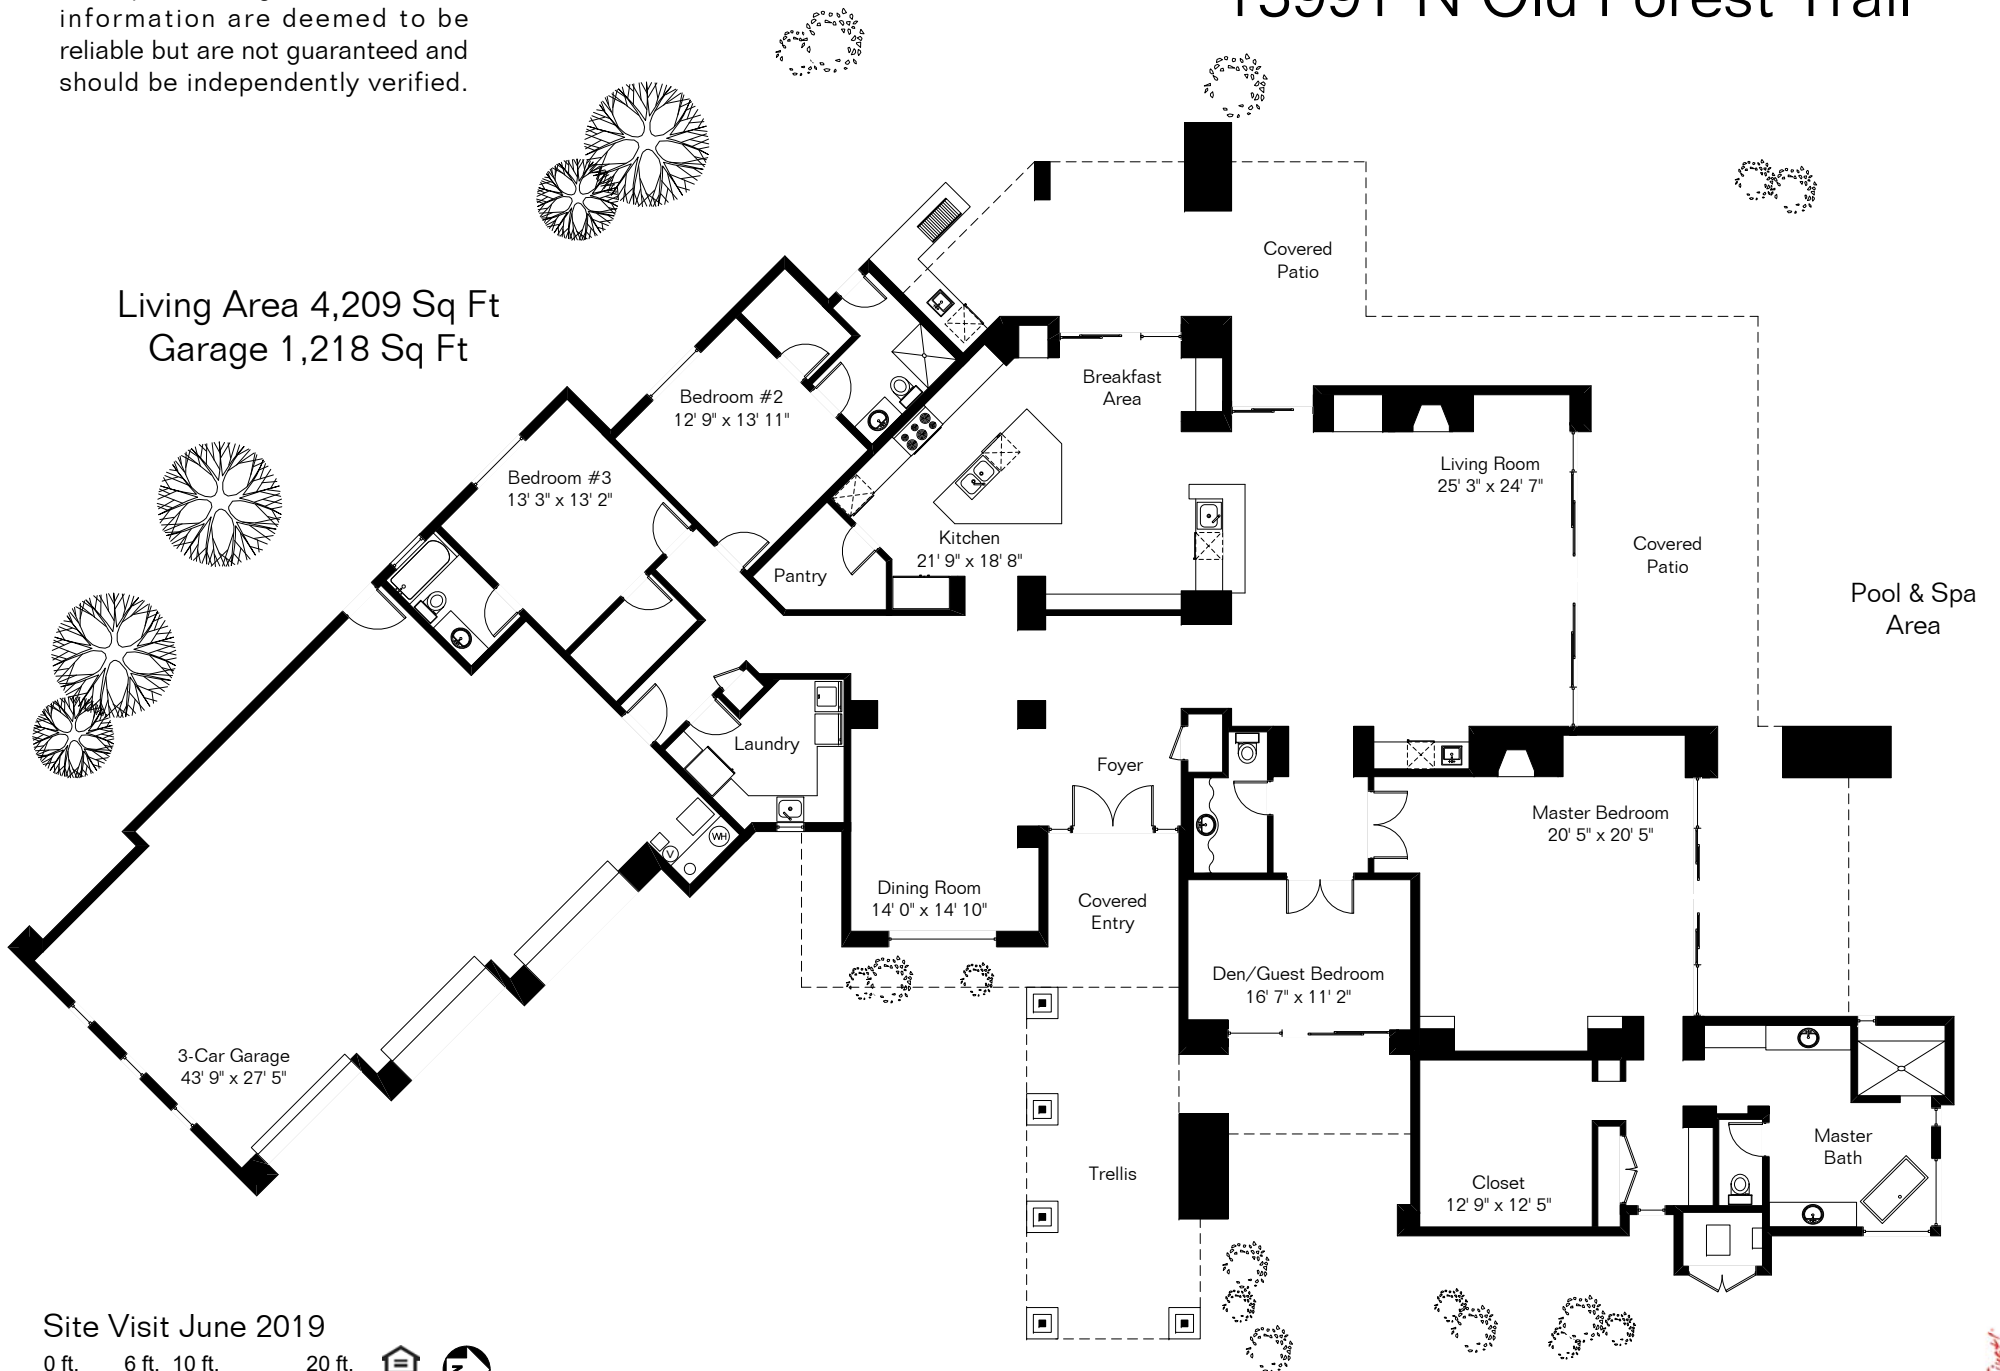 information are deemed to be
reliable but are not guaranteed and
should be independently verified.
13991 N Old Forest Trail
Living Area 4,209 Sq Ft
Garage 1,218 Sq Ft
Covered
Patio
Breakfast
Area
Bedroom #2
12' 9" x 13' 11"
Living Room
25' 3" x 24' 7"
Bedroom #3
13' 3" x 13' 2"
Kitchen
21' 9" x 18' 8"
Covered
Patio
Pantry
Pool & Spa
Area
Laundry
Foyer
Master Bedroom
20' 5" x 20' 5"
WH
V
Dining Room
14' 0" x 14' 10"
Covered
Entry
Den/Guest Bedroom
16' 7" x 11' 2"
3-Car Garage
43' 9" x 27' 5"
Master
Bath
Trellis
Closet
12' 9" x 12' 5"
Site Visit June 2019
0 ft. 6 ft. 10 ft. 20 ft.
N